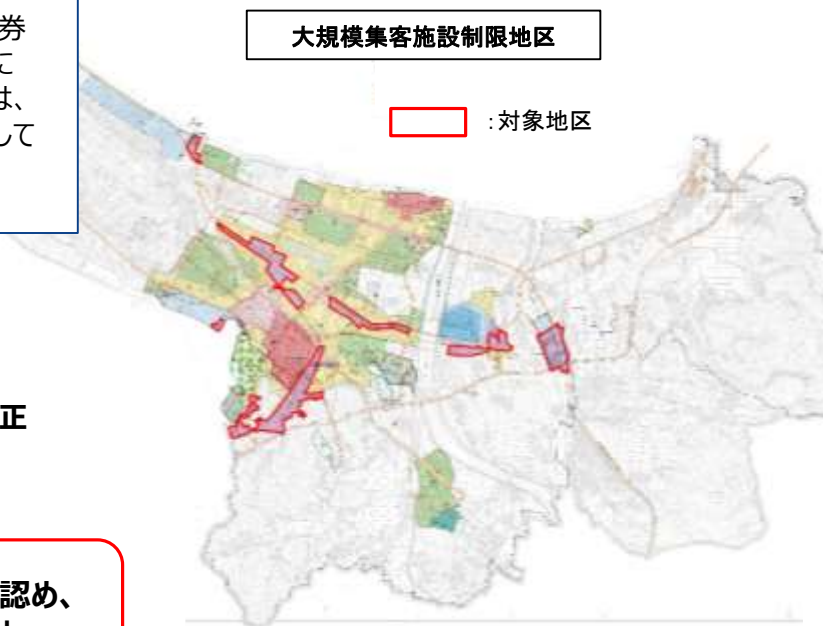 券
に
は、
して
大規模集客施設制限地区
：対象地区
正
認め、